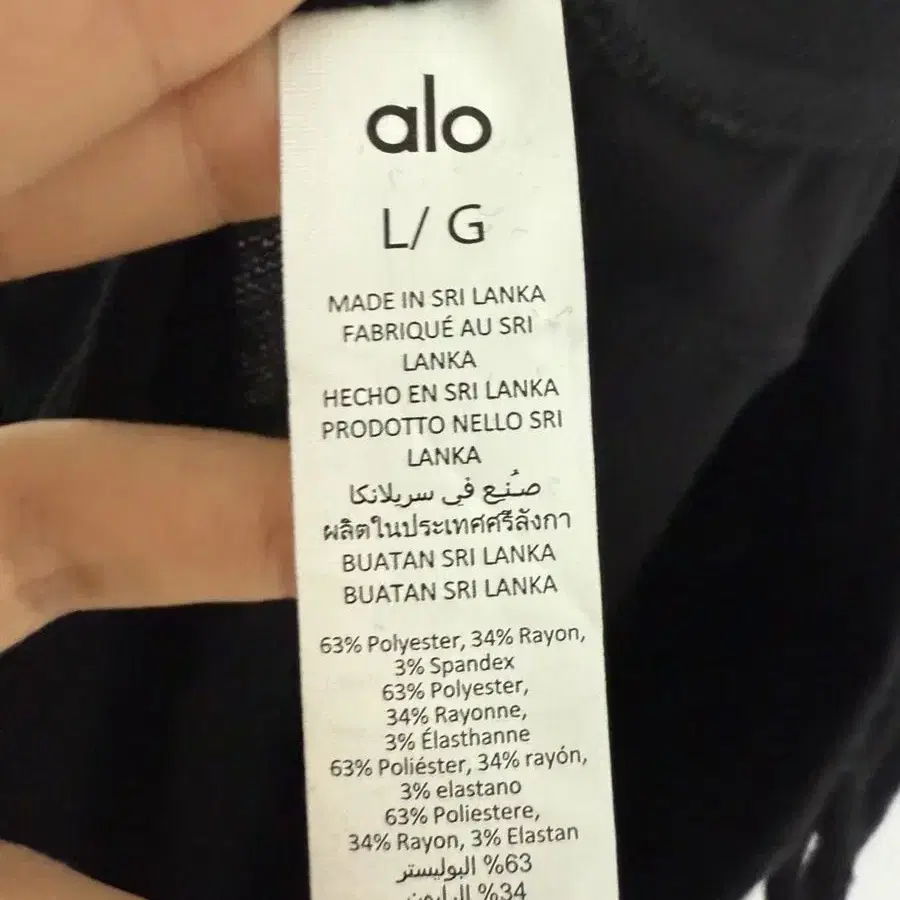 alo
L/ G
MADE IN SRI LANKA
FABRIQUÉ AU SRI
LANKA
HECHO EN SRI LANKA
PRODOTTO NELLO SRI
LANKA
صُنِع في سريلانكا
ผลิตในประเทศศรีลังกา
BUATAN SRI LANKA
BUATAN SRI LANKA
63% Polyester, 34% Rayon,
3% Spandex
63% Polyester,
34% Rayonne,
3% Élasthanne
63% Poliéster, 34% rayón,
3% elastano
63% Poliestere,
34% Rayon, 3% Elastan
63% البوليستر
34%